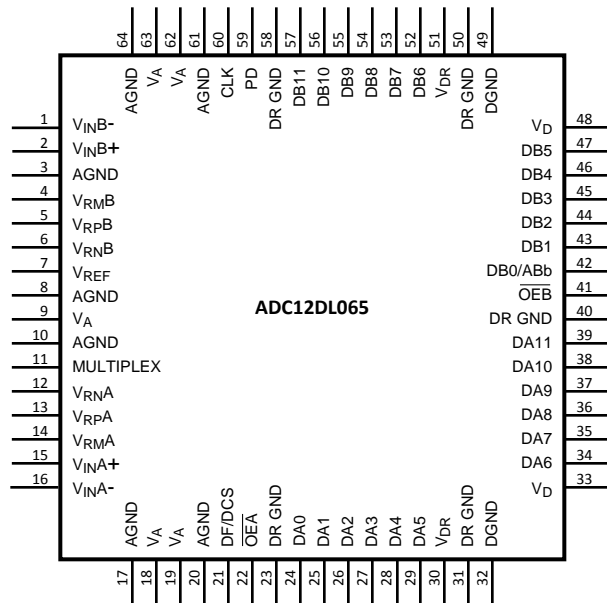 64 63 62 61 60 59 58 57 56 55 54 53 52 51 50 49
AGND
VA
VA
AGND
CLK
PD
DR GND
DB11
DB10
DB9
DB8
DB7
DB6
VDR
DR GND
DGND
1 VINB-
2 VINB+
3 AGND
4 VRMB
5 VRPB
6 VRNB
7 VREF
8 AGND
9 VA
10 AGND
11 MULTIPLEX
12 VRNA
13 VRPA
14 VRMA
15 VINA+
16 VINA-
ADC12DL065
VD 48
DB5 47
DB4 46
DB3 45
DB2 44
DB1 43
DB0/ABb 42
OEB 41
DR GND 40
DA11 39
DA10 38
DA9 37
DA8 36
DA7 35
DA6 34
VD 33
AGND
VA
VA
AGND
DF/DCS
OEA
DR GND
DA0
DA1
DA2
DA3
DA4
DA5
VDR
DR GND
DGND
17 18 19 20 21 22 23 24 25 26 27 28 29 30 31 32